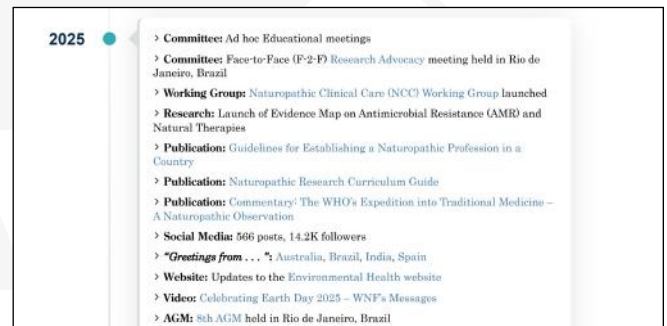 2025
> Committee: Ad hoc Educational meetings
> Committee: Face-to-Face (F-2-F) Research Advocacy meeting held in Rio de
Janeiro, Brazil
> Working Group: Naturopathic Clinical Care (NCC) Working Group launched
> Research: Launch of Evidence Map on Antimicrobial Resistance (AMR) and
Natural Therapies
> Publication: Guidelines for Establishing a Naturopathic Profession in a
Country
> Publication: Naturopathic Research Curriculum Guide
> Publication: Commentary: The WHO's Expedition into Traditional Medicine –
A Naturopathic Observation
> Social Media: 566 posts, 14.2K followers
> "Greetings from . . . ": Australia, Brazil, India, Spain
> Website: Updates to the Environmental Health website
> Video: Celebrating Earth Day 2025 – WNF's Messages
> AGM: 8th AGM held in Rio de Janeiro, Brazil